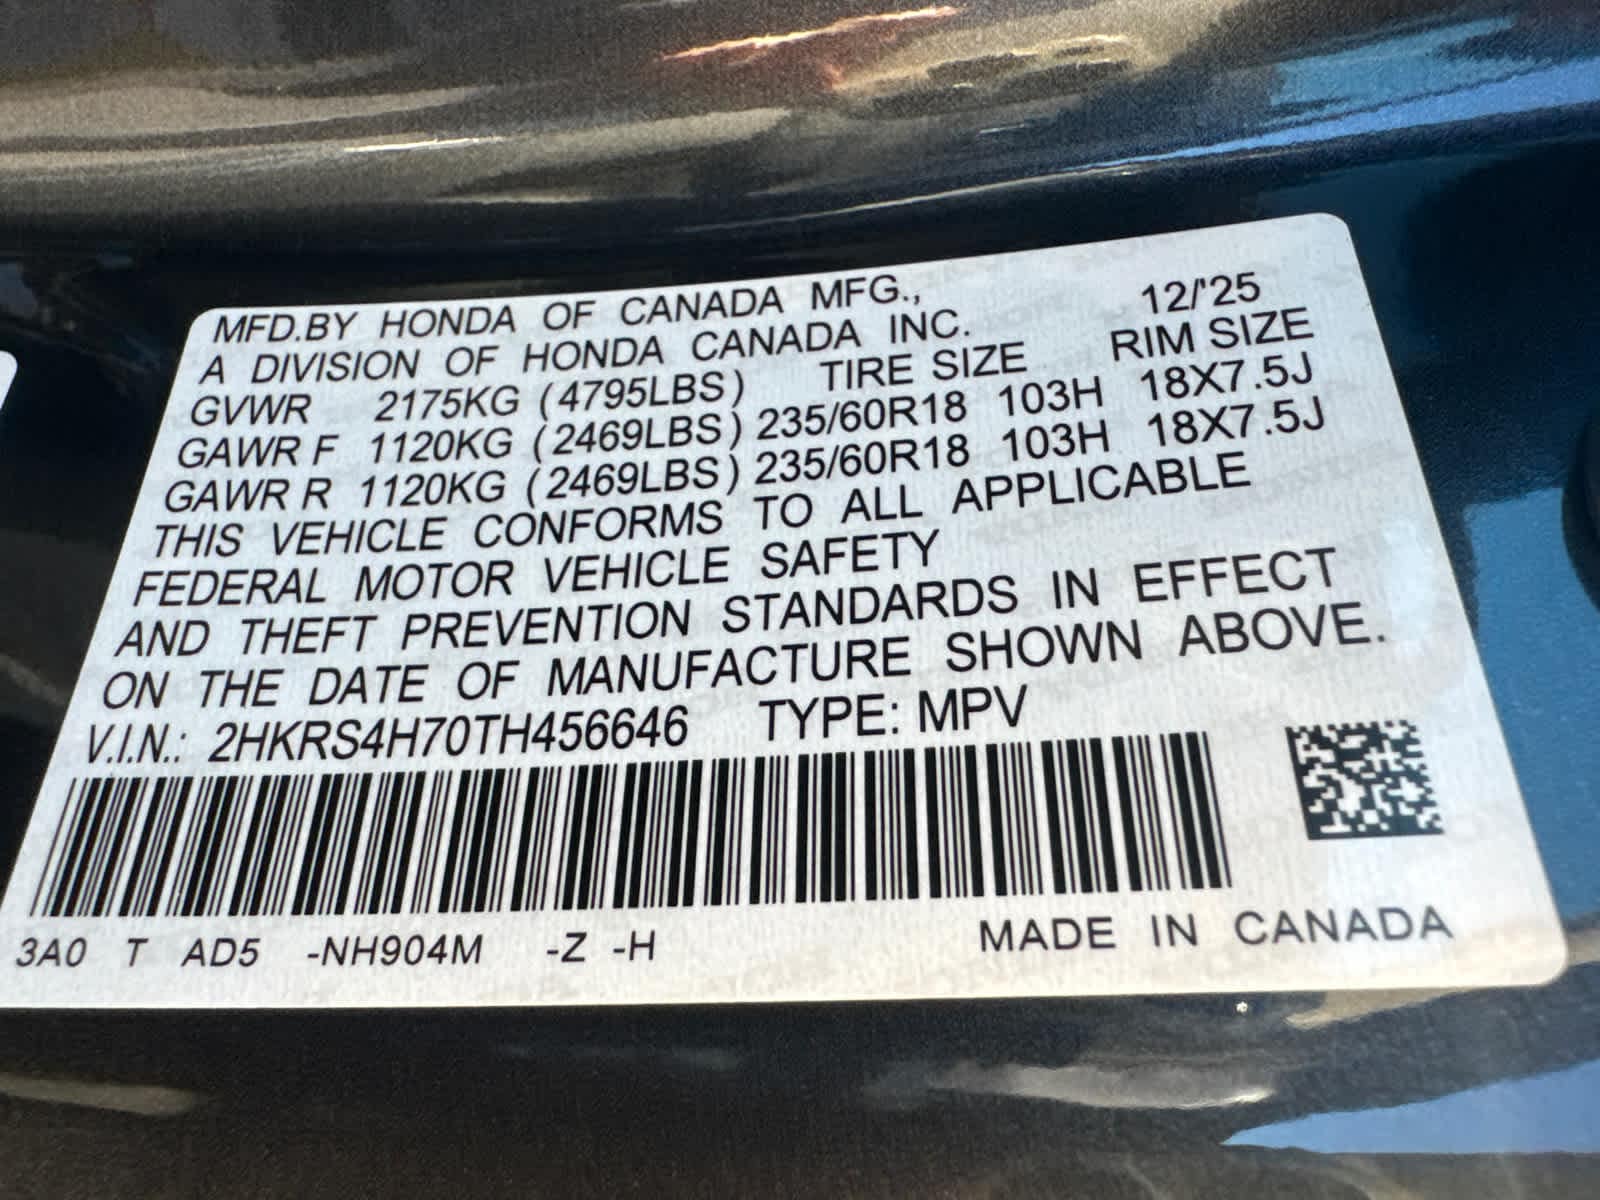 MFD.BY HONDA OF CANADA MFG., 12/'25
A DIVISION OF HONDA CANADA INC.
TIRE SIZE RIM SIZE
GVWR 2175KG (4795LBS)
GAWR F 1120KG (2469LBS) 235/60R18 103H 18X7.5J
GAWR R 1120KG (2469LBS) 235/60R18 103H 18X7.5J
THIS VEHICLE CONFORMS TO ALL APPLICABLE
FEDERAL MOTOR VEHICLE SAFETY
AND THEFT PREVENTION STANDARDS IN EFFECT
ON THE DATE OF MANUFACTURE SHOWN ABOVE.
V.I.N.: 2HKRS4H70TH456646 TYPE: MPV
3A0 T AD5 -NH904M -Z -H MADE IN CANADA